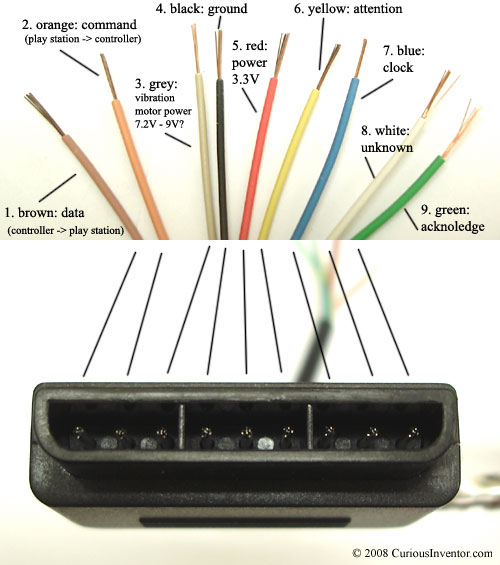 4. black: ground
6. yellow: attention
2. orange: command
(play station -> controller)
5. red:
power
3.3V
7. blue:
clock
3. grey:
vibration
motor power
7.2V - 9V?
8. white:
unknown
1. brown: data
(controller -> play station)
9. green:
acknoledge
© 2008 CuriousInventor.com